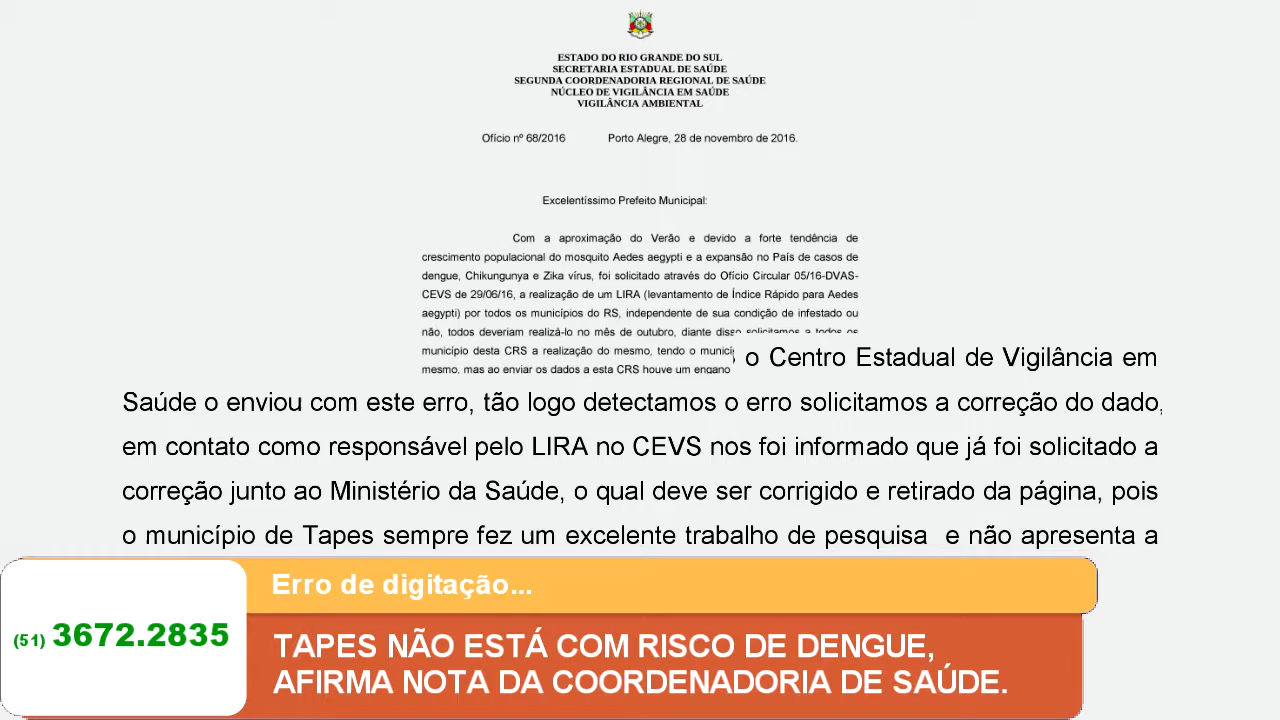 ESTADO DO RIO GRANDE DO SUL
SECRETARIA ESTADUAL DE SAÚDE
SEGUNDA COORDENADORIA REGIONAL DE SAÚDE
NÚCLEO DE VIGILÂNCIA EM SAÚDE
VIGILÂNCIA AMBIENTAL
Ofício nº 68/2016 Porto Alegre, 28 de novembro de 2016.
Excelentíssimo Prefeito Municipal:
Com a aproximação do Verão e devido a forte tendência de
crescimento populacional do mosquito Aedes aegypti e a expansão no País de casos de
dengue, Chikungunya e Zika vírus, foi solicitado através do Ofício Circular 05/16-DVAS-
CEVS de 29/06/16, a realização de um LIRA (levantamento de Índice Rápido para Aedes
aegypti) por todos os municípios do RS, independente de sua condição de infestado ou
não, todos deveriam realizá-lo no mês de outubro, diante disso solicitamos a todos os
município desta CRS a realização do mesmo, tendo o munici
mesmo, mas ao enviar os dados a esta CRS houve um engano
o Centro Estadual de Vigilância em
Saúde o enviou com este erro, tão logo detectamos o erro solicitamos a correção do dado,
em contato como responsável pelo LIRA no CEVS nos foi informado que já foi solicitado a
correção junto ao Ministério da Saúde, o qual deve ser corrigido e retirado da página, pois
o município de Tapes sempre fez um excelente trabalho de pesquisa e não apresenta a
Erro de digitação...
(51) 3672.2835
TAPES NÃO ESTÁ COM RISCO DE DENGUE,
AFIRMA NOTA DA COORDENADORIA DE SAÚDE.